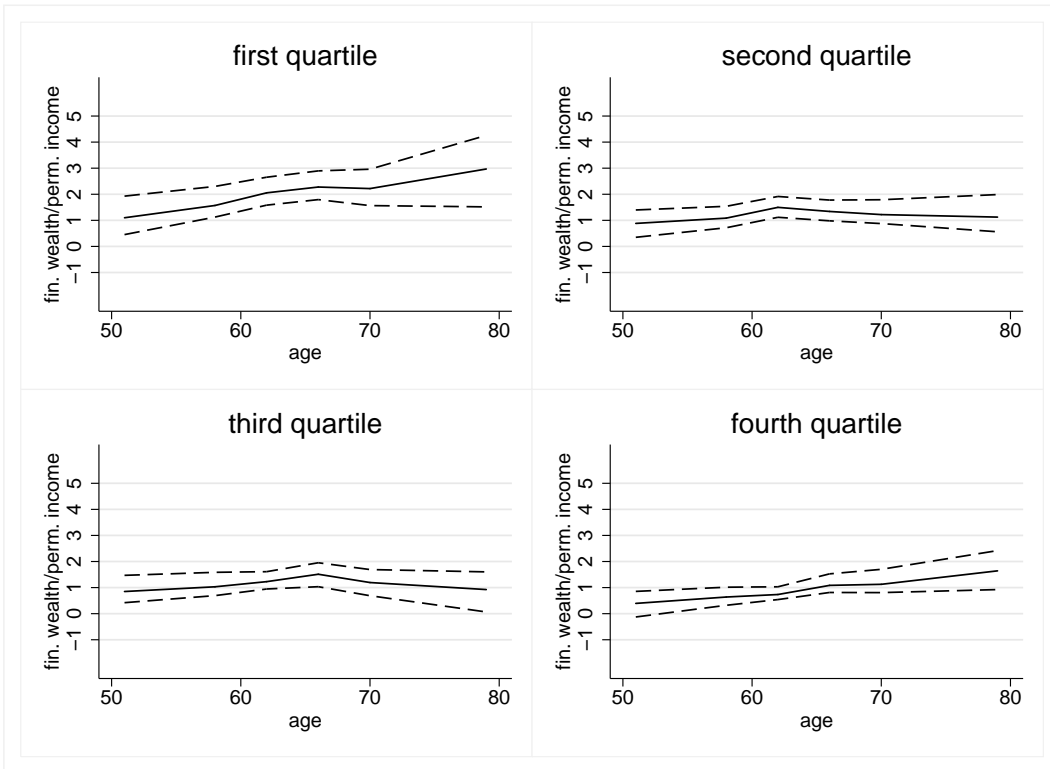 first quartile
fin. wealth/perm. income
5
4
3
2
1
0
−1
50 60 70 80
age
second quartile
fin. wealth/perm. income
5
4
3
2
1
0
−1
50 60 70 80
age
third quartile
fin. wealth/perm. income
5
4
3
2
1
0
−1
50 60 70 80
age
fourth quartile
fin. wealth/perm. income
5
4
3
2
1
0
−1
50 60 70 80
age